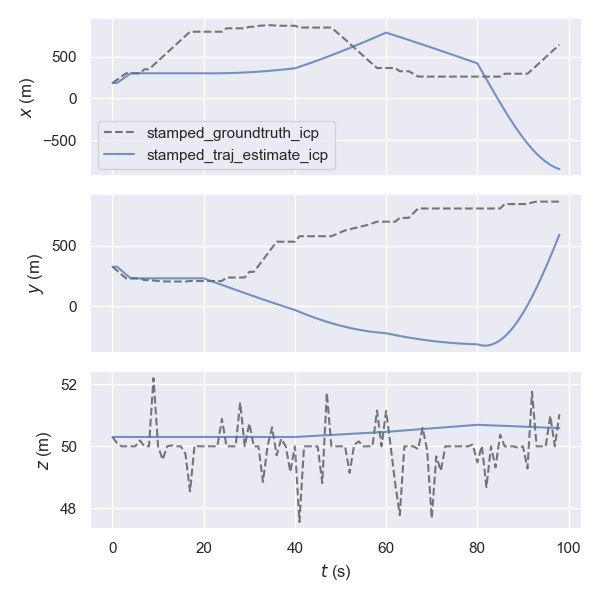 500
0
−500
x (m)
stamped_groundtruth_icp
stamped_traj_estimate_icp
500
0
y (m)
52
50
48
z (m)
0 20 40 60 80 100
t (s)